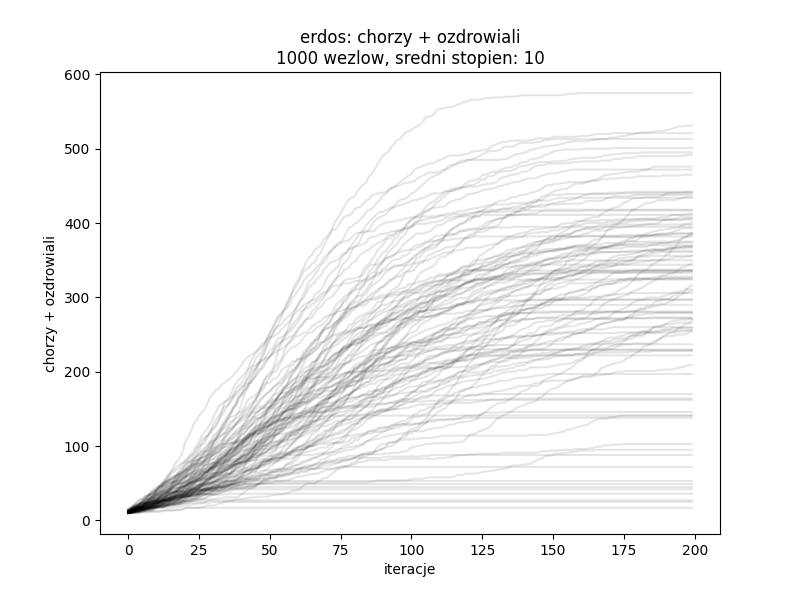 erdos: chorzy + ozdrowiali
1000 wezlow, sredni stopien: 10
600
500
400
300
200
100
0
chorzy + ozdrowiali
0 25 50 75 100 125 150 175 200
iteracje